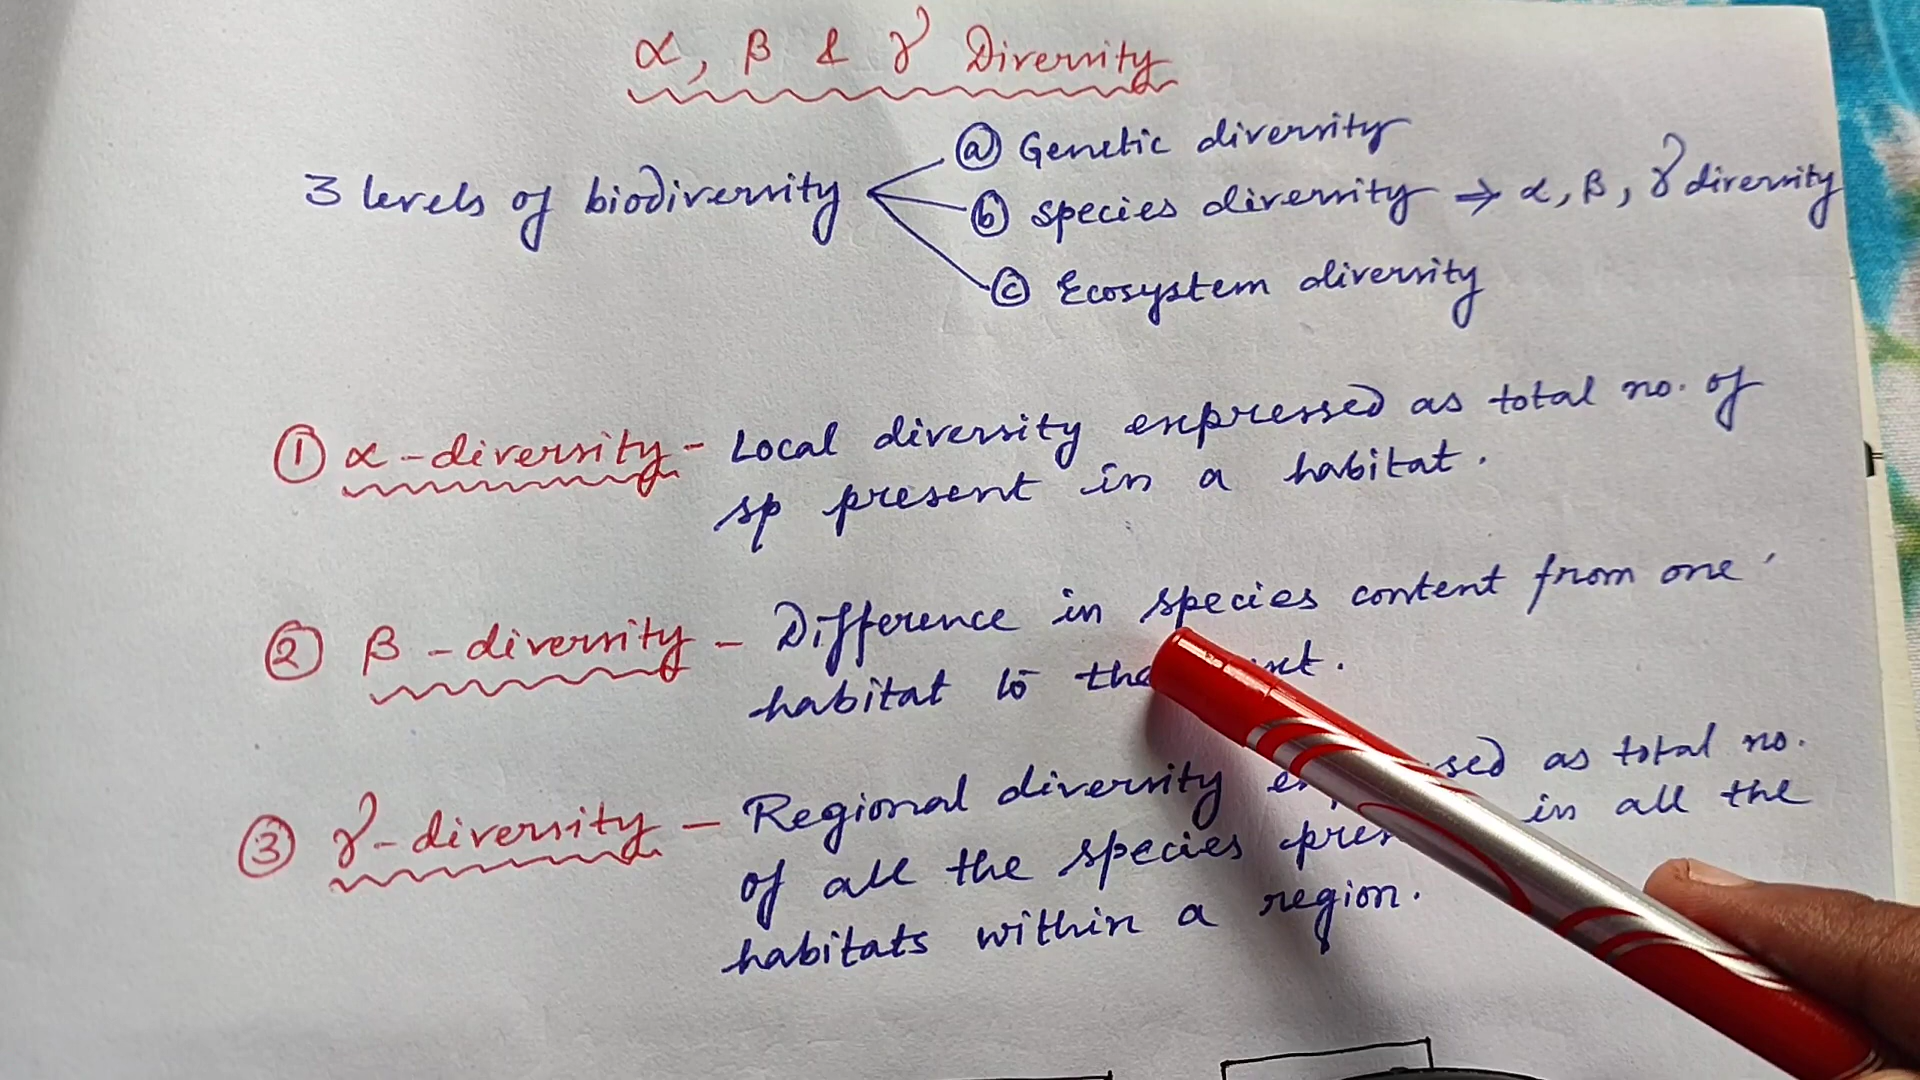 α, β & γ Diversity
3 levels of biodiversity
ⓐ Genetic diversity
ⓑ species diversity → α, β, γ diversity
ⓒ Ecosystem diversity
① α-diversity - Local diversity expressed as total no. of
sp present in a habitat.
② β-diversity - Difference in species content from one
habitat to the
③ γ-diversity - Regional diversity as total no.
of all the species in all the
habitats within a region.